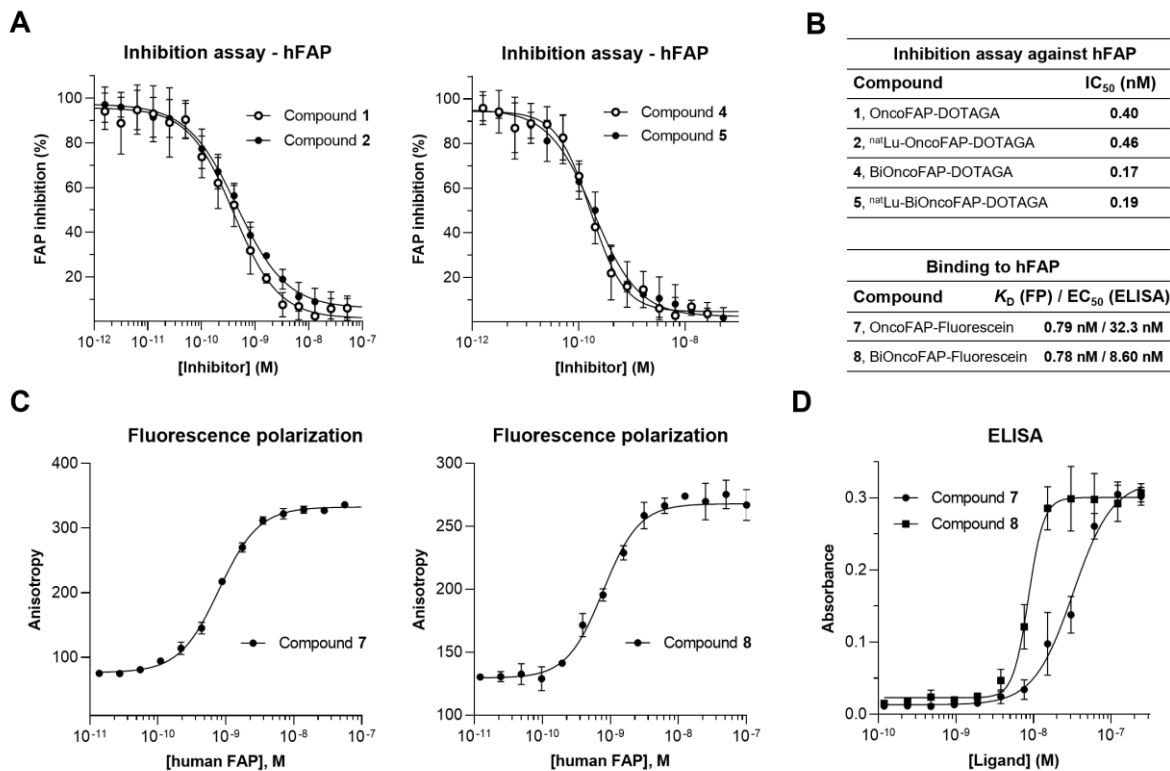 A
Inhibition assay - hFAP
FAP inhibition (%)
100
80
60
40
20
Compound 1
Compound 2
10-12 10-11 10-10 10-9 10-8 10-7
[Inhibitor] (M)
Inhibition assay - hFAP
FAP inhibition (%)
100
80
60
40
20
Compound 4
Compound 5
10-12 10-10 10-8
[Inhibitor] (M)
B
Inhibition assay against hFAP
Compound IC50 (nM)
1, OncoFAP-DOTAGA 0.40
2, natLu-OncoFAP-DOTAGA 0.46
4, BiOncoFAP-DOTAGA 0.17
5, natLu-BiOncoFAP-DOTAGA 0.19
Binding to hFAP
Compound KD (FP) / EC50 (ELISA)
7, OncoFAP-Fluorescein 0.79 nM / 32.3 nM
8, BiOncoFAP-Fluorescein 0.78 nM / 8.60 nM
C
Fluorescence polarization
Anisotropy
400
300
200
100
Compound 7
10-11 10-10 10-9 10-8 10-7
[human FAP], M
Fluorescence polarization
Anisotropy
300
250
200
150
100
Compound 8
10-11 10-10 10-9 10-8 10-7
[human FAP], M
D
ELISA
Absorbance
0.3
0.2
0.1
0.0
Compound 7
Compound 8
10-10 10-9 10-8 10-7
[Ligand] (M)